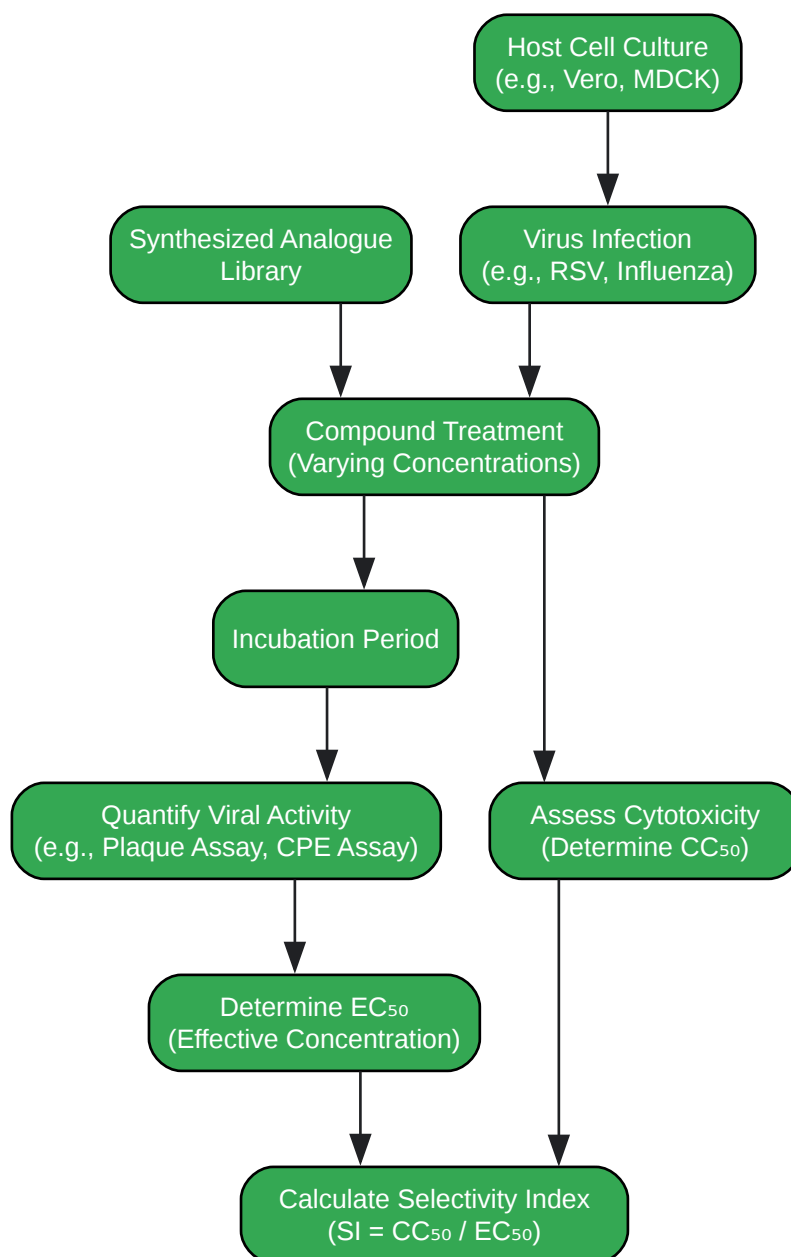 Host Cell Culture
(e.g., Vero, MDCK)
Synthesized Analogue
Library
Virus Infection
(e.g., RSV, Influenza)
Compound Treatment
(Varying Concentrations)
Incubation Period
Quantify Viral Activity
(e.g., Plaque Assay, CPE Assay)
Assess Cytotoxicity
(Determine CC₅₀)
Determine EC₅₀
(Effective Concentration)
Calculate Selectivity Index
(SI = CC₅₀ / EC₅₀)